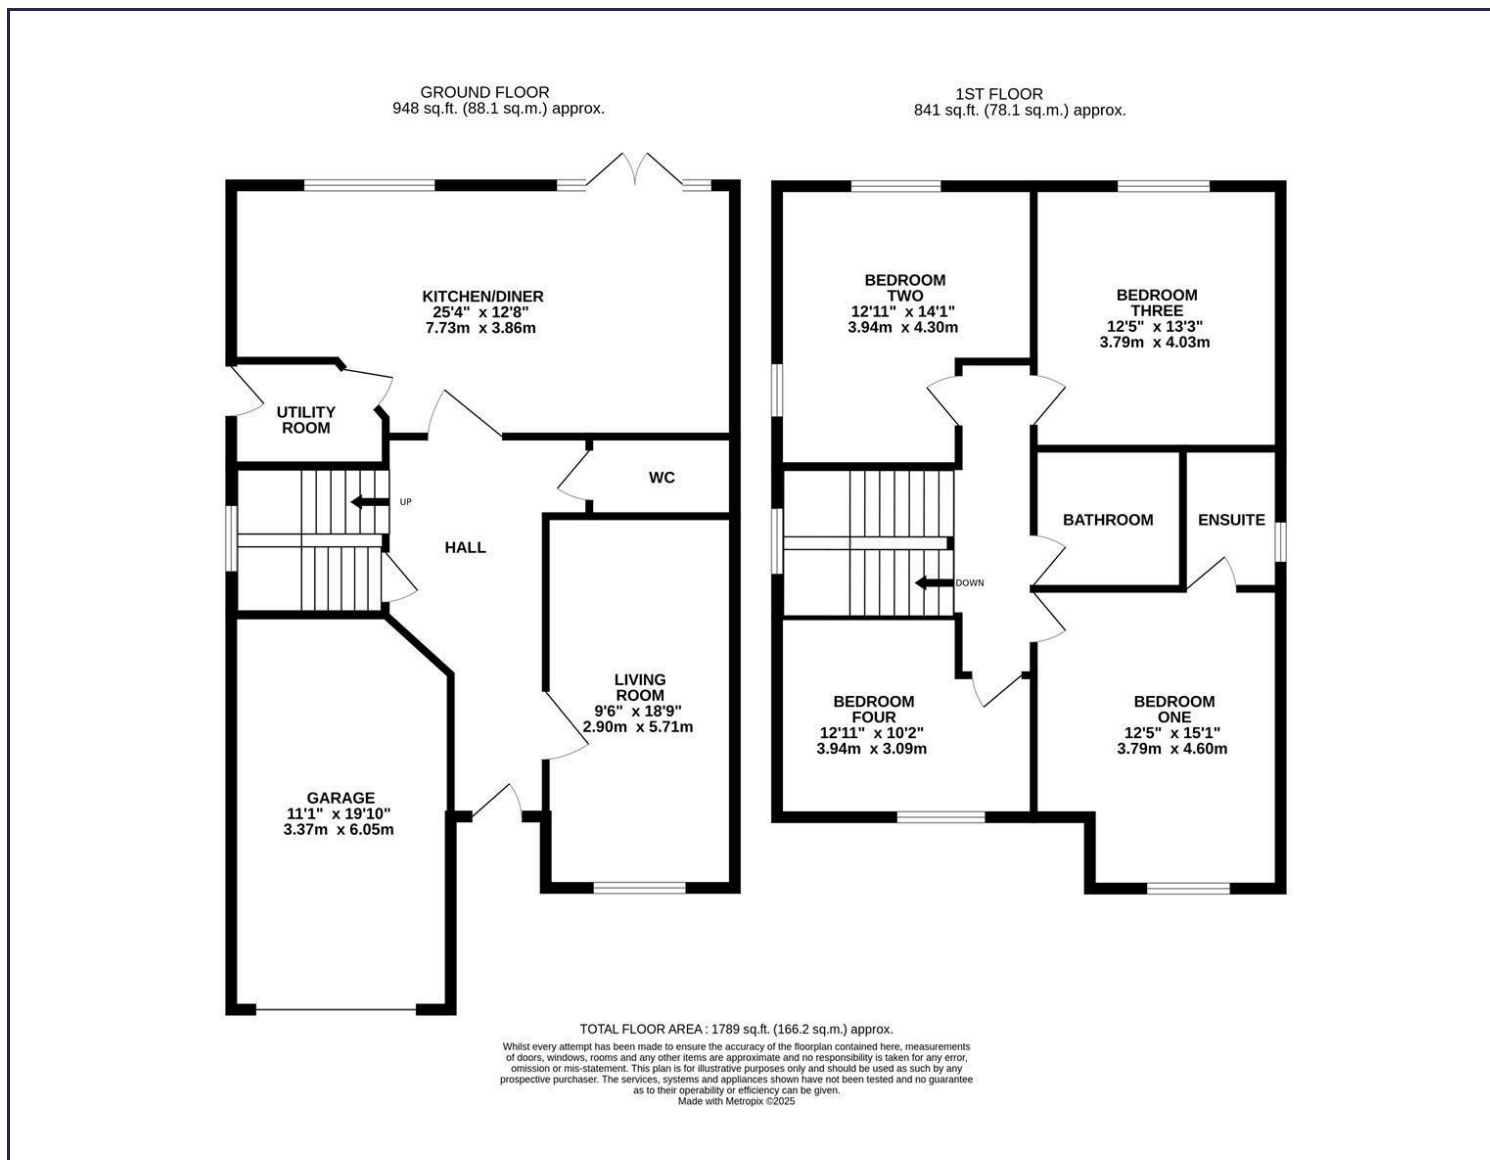 GROUND FLOOR
948 sq.ft. (88.1 sq.m.) approx.
1ST FLOOR
841 sq.ft. (78.1 sq.m.) approx.
KITCHEN/DINER
25'4" x 12'8"
7.73m x 3.86m
UTILITY
ROOM
UP
WC
HALL
LIVING
ROOM
9'6" x 18'9"
2.90m x 5.71m
GARAGE
11'1" x 19'10"
3.37m x 6.05m
BEDROOM
TWO
12'11" x 14'1"
3.94m x 4.30m
BEDROOM
THREE
12'5" x 13'3"
3.79m x 4.03m
BATHROOM
ENSUITE
DOWN
BEDROOM
FOUR
12'11" x 10'2"
3.94m x 3.09m
BEDROOM
ONE
12'5" x 15'1"
3.79m x 4.60m
TOTAL FLOOR AREA : 1789 sq.ft. (166.2 sq.m.) approx.
Whilst every attempt has been made to ensure the accuracy of the floorplan contained here, measurements
of doors, windows, rooms and any other items are approximate and no responsibility is taken for any error,
omission or mis-statement. This plan is for illustrative purposes only and should be used as such by any
prospective purchaser. The services, systems and appliances shown have not been tested and no guarantee
as to their operability or efficiency can be given.
Made with Metropix ©2025